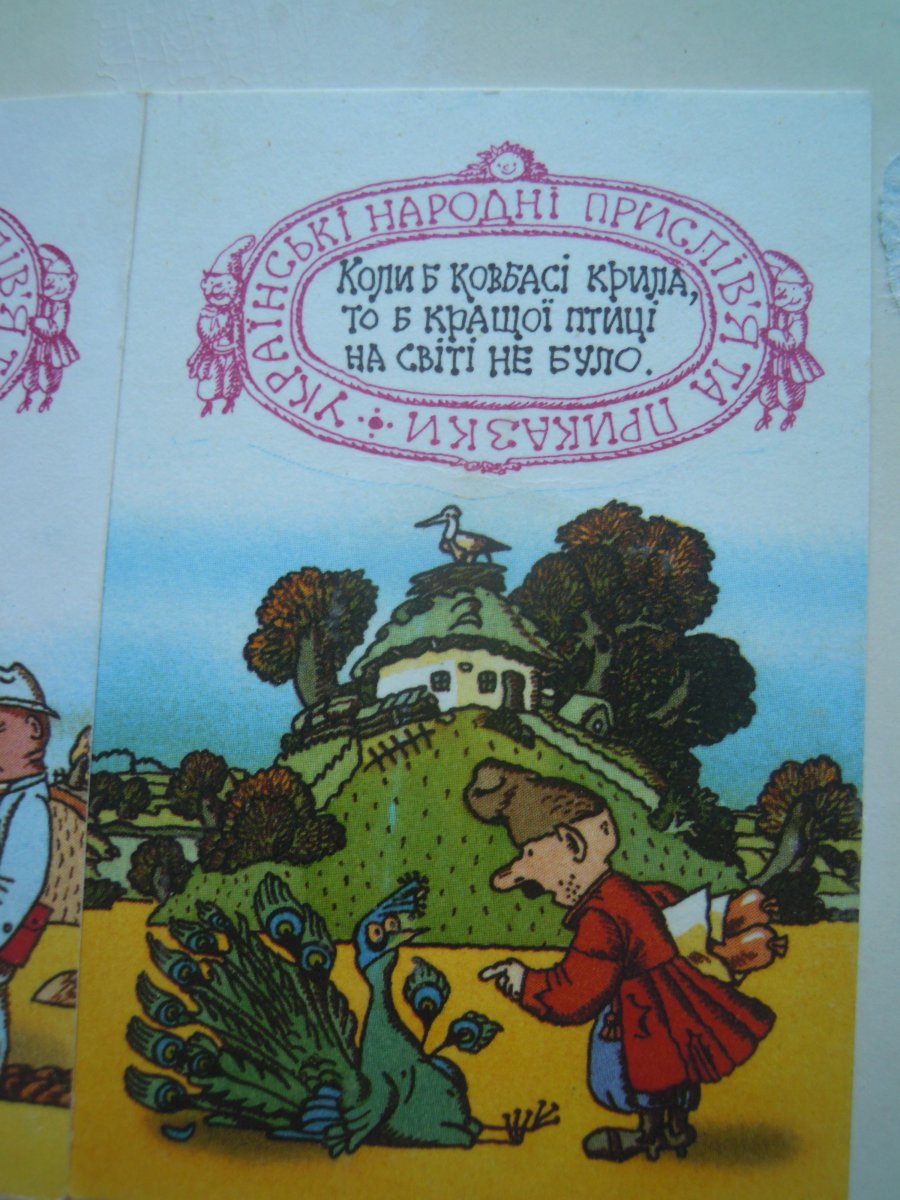 УКРАЇНСЬКІ НАРОДНІ ПРИСЛІВ'Я ТА ПРИКАЗКИ
Коли б ковбасі крила,
то б кращої птиці
на світі не було.